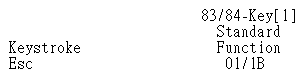 83/84-Key[1]
Standard
Keystroke Function
Esc 01/1B